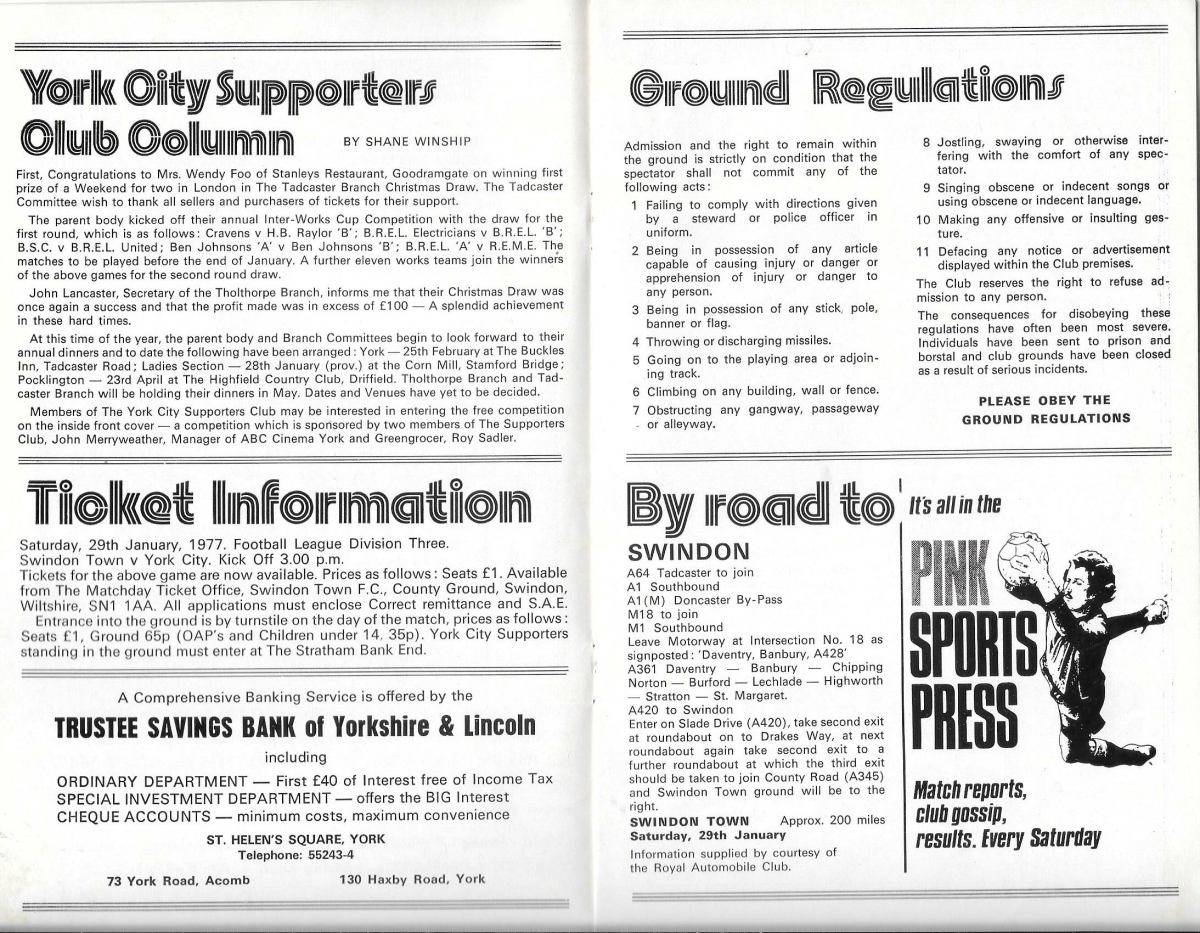 York City Supporters
Club Column
BY SHANE WINSHIP
First, Congratulations to Mrs. Wendy Foo of Stanleys Restaurant, Goodramgate on winning first
prize of a Weekend for two in London in The Tadcaster Branch Christmas Draw. The Tadcaster
Committee wish to thank all sellers and purchasers of tickets for their support.
The parent body kicked off their annual Inter-Works Cup Competition with the draw for the
first round, which is as follows: Cravens v H.B. Raylor 'B'; B.R.E.L. Electricians v B.R.E.L. 'B';
B.S.C. v B.R.E.L. United; Ben Johnsons 'A' v Ben Johnsons 'B'; B.R.E.L. 'A' v R.E.M.E. The
matches to be played before the end of January. A further eleven works teams join the winners
of the above games for the second round draw.
John Lancaster, Secretary of the Tholthorpe Branch, informs me that their Christmas Draw was
once again a success and that the profit made was in excess of £100 — A splendid achievement
in these hard times.
At this time of the year, the parent body and Branch Committees begin to look forward to their
annual dinners and to date the following have been arranged: York — 25th February at The Buckles
Inn, Tadcaster Road; Ladies Section — 28th January (prov.) at the Corn Mill, Stamford Bridge;
Pocklington — 23rd April at The Highfield Country Club, Driffield. Tholthorpe Branch and Tad-
caster Branch will be holding their dinners in May. Dates and Venues have yet to be decided.
Members of The York City Supporters Club may be interested in entering the free competition
on the inside front cover — a competition which is sponsored by two members of The Supporters
Club, John Merryweather, Manager of ABC Cinema York and Greengrocer, Roy Sadler.
Ticket Information
Saturday, 29th January, 1977. Football League Division Three.
Swindon Town v York City. Kick Off 3.00 p.m.
Tickets for the above game are now available. Prices as follows: Seats £1. Available
from The Matchday Ticket Office, Swindon Town F.C., County Ground, Swindon,
Wiltshire, SN1 1AA. All applications must enclose Correct remittance and S.A.E.
Entrance into the ground is by turnstile on the day of the match, prices as follows:
Seats £1, Ground 65p (OAP's and Children under 14, 35p). York City Supporters
standing in the ground must enter at The Stratham Bank End.
A Comprehensive Banking Service is offered by the
TRUSTEE SAVINGS BANK of Yorkshire & Lincoln
including
ORDINARY DEPARTMENT — First £40 of Interest free of Income Tax
SPECIAL INVESTMENT DEPARTMENT — offers the BIG Interest
CHEQUE ACCOUNTS — minimum costs, maximum convenience
ST. HELEN'S SQUARE, YORK
Telephone: 55243-4
73 York Road, Acomb 130 Haxby Road, York
Ground Regulations
Admission and the right to remain within
the ground is strictly on condition that the
spectator shall not commit any of the
following acts:
1 Failing to comply with directions given
by a steward or police officer in
uniform.
2 Being in possession of any article
capable of causing injury or danger or
apprehension of injury or danger to
any person.
3 Being in possession of any stick, pole,
banner or flag.
4 Throwing or discharging missiles.
5 Going on to the playing area or adjoin-
ing track.
6 Climbing on any building, wall or fence.
7 Obstructing any gangway, passageway
or alleyway.
8 Jostling, swaying or otherwise inter-
fering with the comfort of any spec-
tator.
9 Singing obscene or indecent songs or
using obscene or indecent language.
10 Making any offensive or insulting ges-
ture.
11 Defacing any notice or advertisement
displayed within the Club premises.
The Club reserves the right to refuse ad-
mission to any person.
The consequences for disobeying these
regulations have often been most severe.
Individuals have been sent to prison and
borstal and club grounds have been closed
as a result of serious incidents.
PLEASE OBEY THE
GROUND REGULATIONS
By road to
SWINDON
A64 Tadcaster to join
A1 Southbound
A1(M) Doncaster By-Pass
M18 to join
M1 Southbound
Leave Motorway at Intersection No. 18 as
signposted: 'Daventry, Banbury, A428'
A361 Daventry — Banbury — Chipping
Norton — Burford — Lechlade — Highworth
— Stratton — St. Margaret.
A420 to Swindon
Enter on Slade Drive (A420), take second exit
at roundabout on to Drakes Way, at next
roundabout again take second exit to a
further roundabout at which the third exit
should be taken to join County Road (A345)
and Swindon Town ground will be to the
right.
SWINDON TOWN Approx. 200 miles
Saturday, 29th January
Information supplied by courtesy of
the Royal Automobile Club.
It's all in the
PINK
SPORTS
PRESS
Match reports,
club gossip,
results. Every Saturday